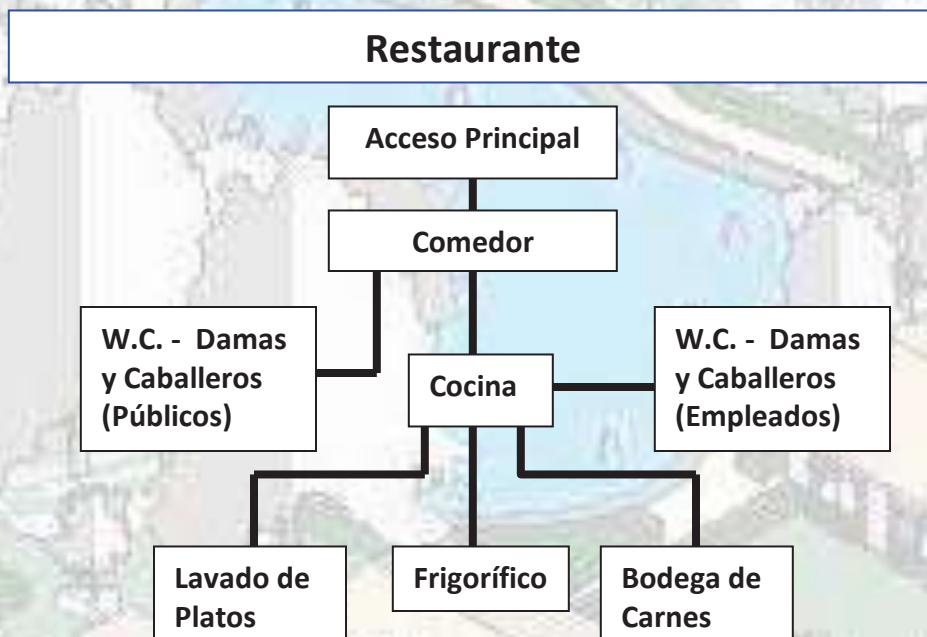 Restaurante
Acceso Principal
Comedor
W.C. - Damas
y Caballeros
(Públicos)
Cocina
W.C. - Damas
y Caballeros
(Empleados)
Lavado de
Platos
Frigorífico
Bodega de
Carnes